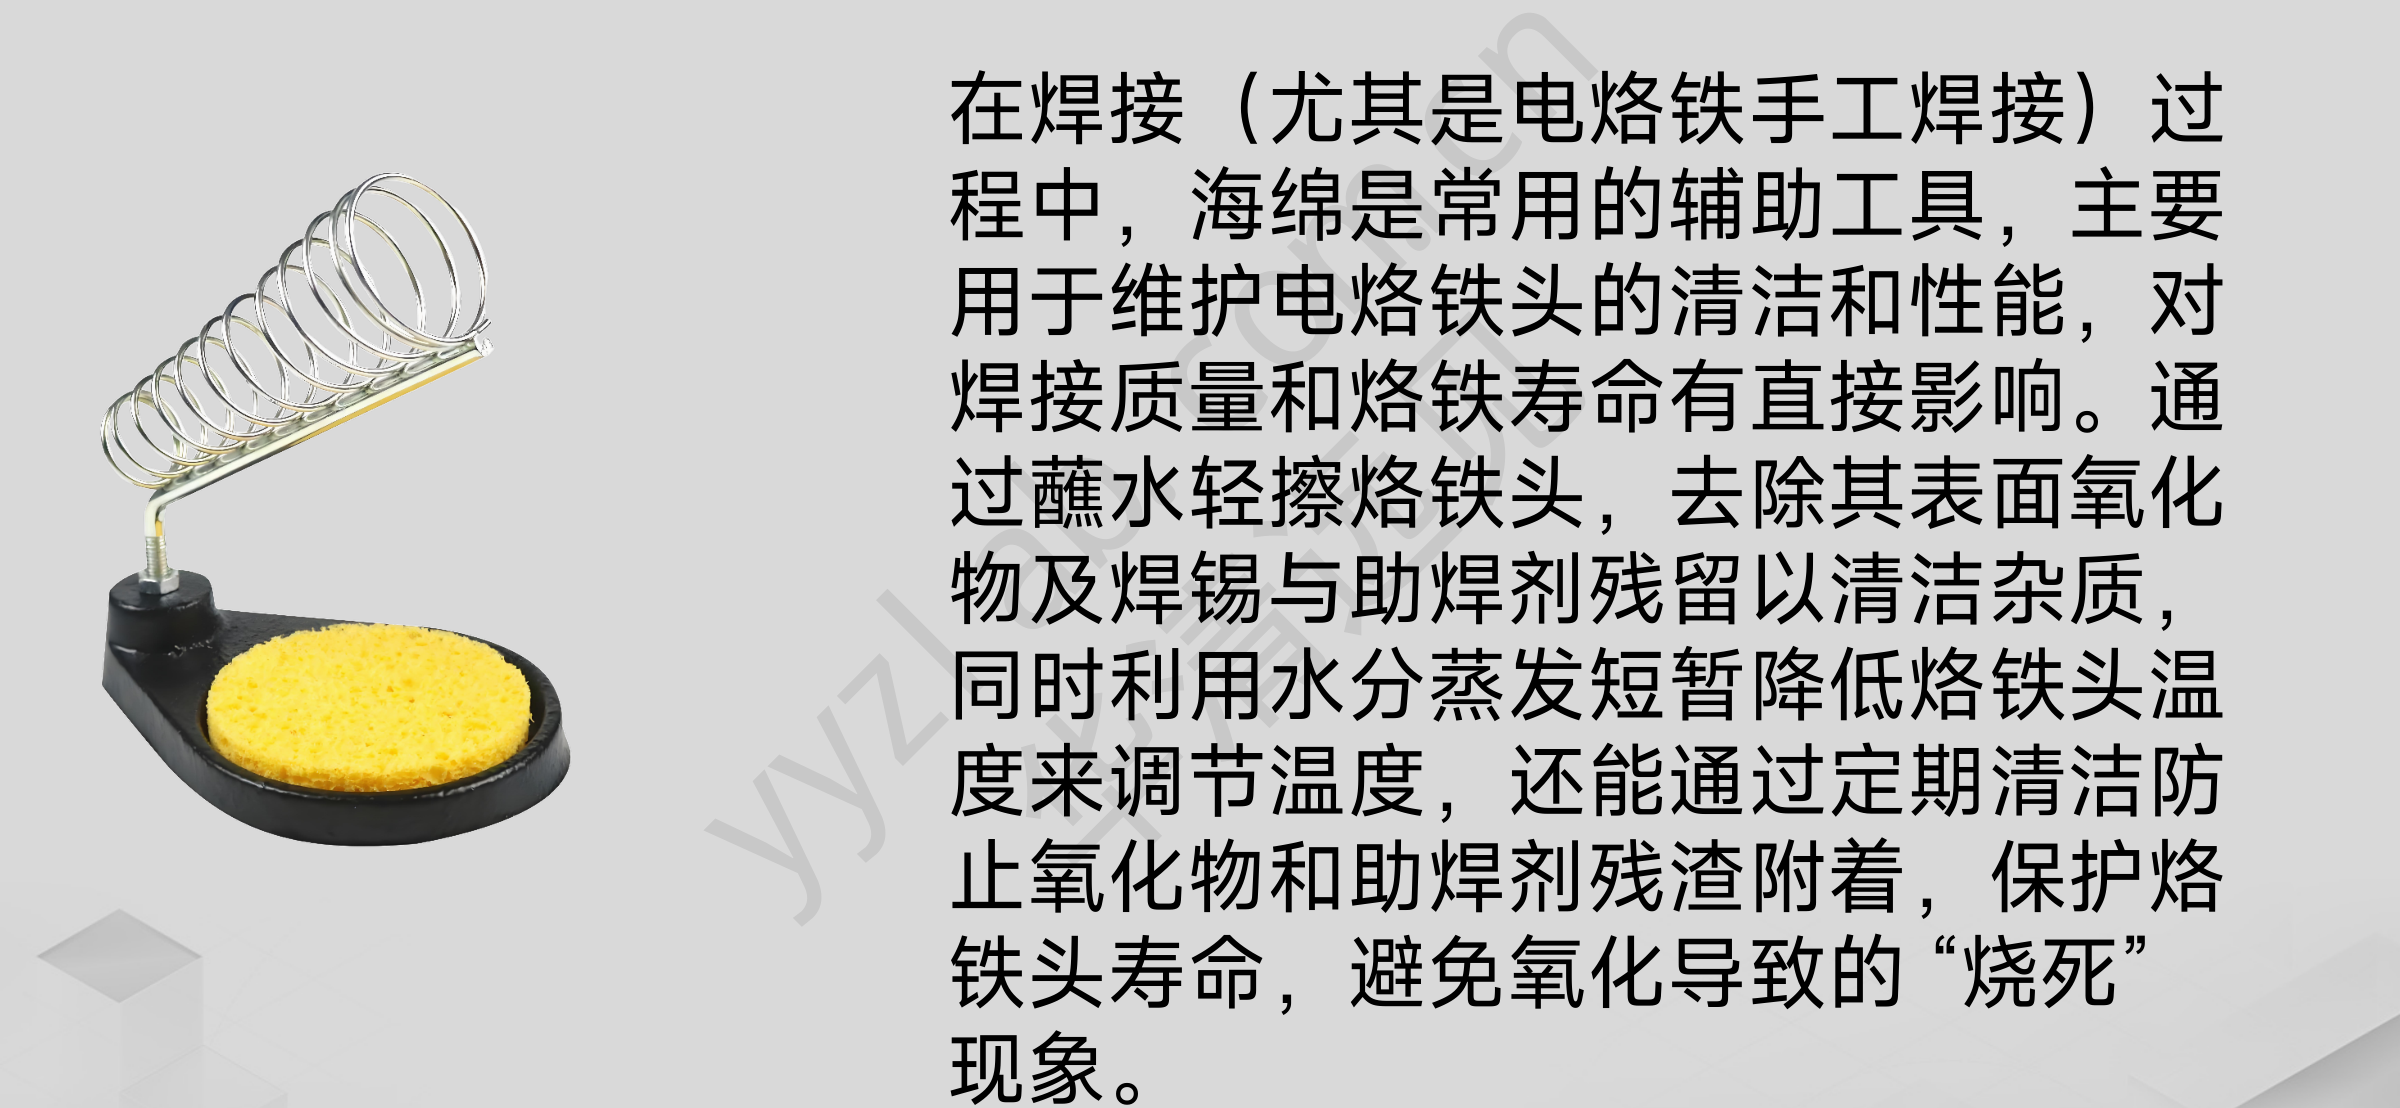 在焊接（尤其是电烙铁手工焊接）过
程中，海绵是常用的辅助工具，主要
用于维护电烙铁头的清洁和性能，对
焊接质量和烙铁寿命有直接影响。通
过蘸水轻擦烙铁头，去除其表面氧化
物及焊锡与助焊剂残留以清洁杂质，
同时利用水分蒸发短暂降低烙铁头温
度来调节温度，还能通过定期清洁防
止氧化物和助焊剂残渣附着，保护烙
铁头寿命，避免氧化导致的“烧死”
现象。
yyzlab.com.cn
华清远见